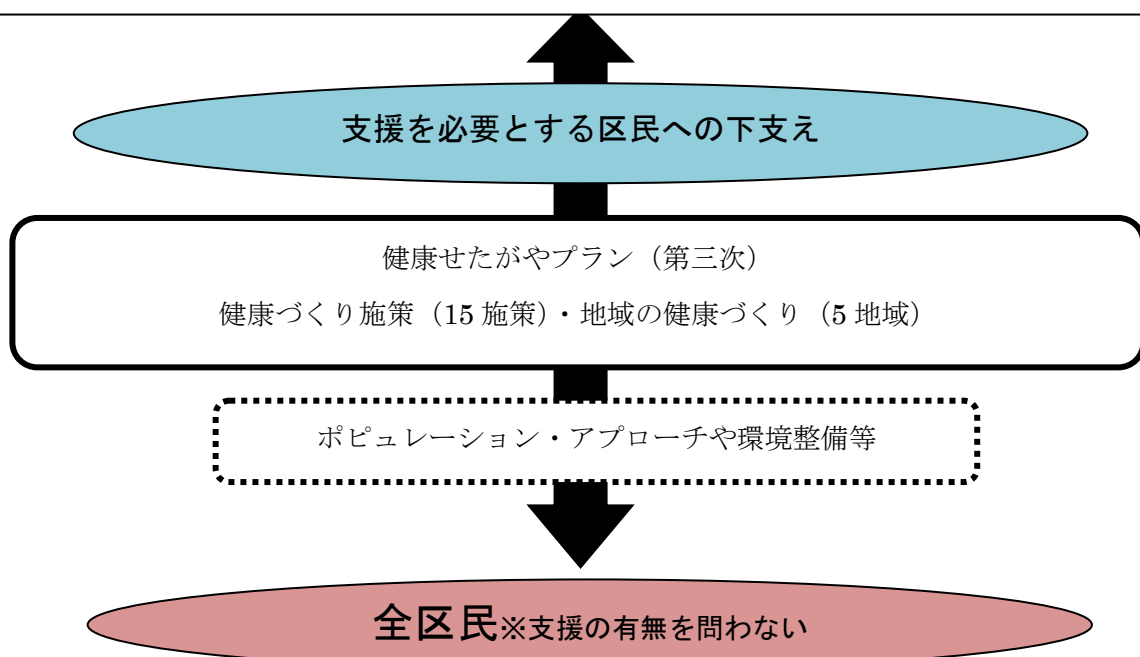 支援を必要とする区民への下支え
健康せたがやプラン（第三次）
健康づくり施策（15 施策）・地域の健康づくり（5 地域）
ポピュレーション・アプローチや環境整備等
全区民※支援の有無を問わない